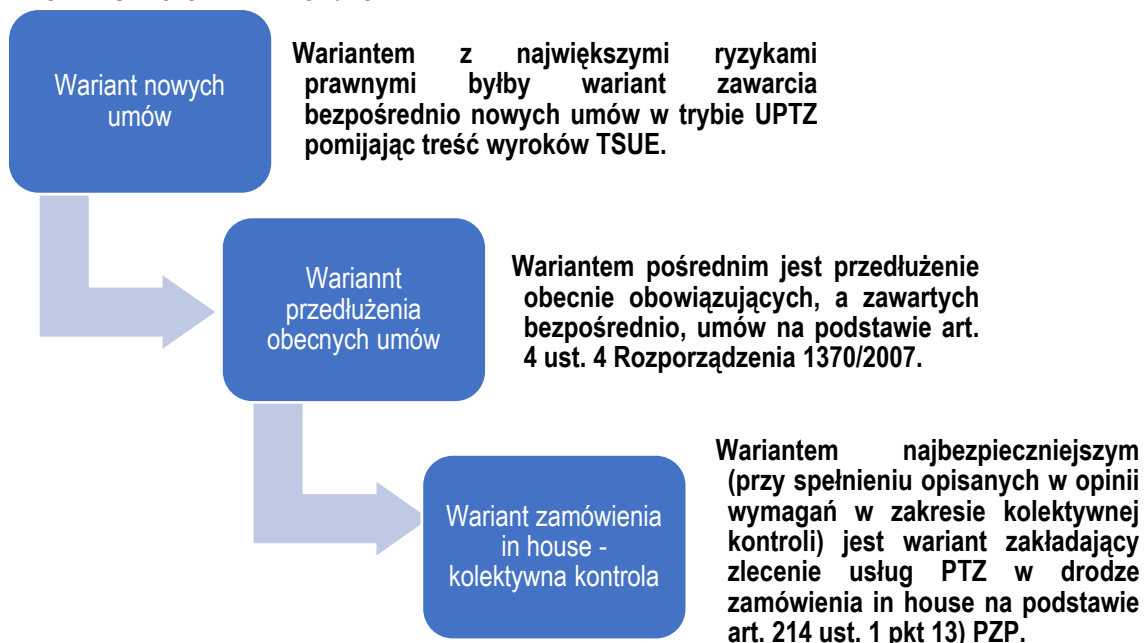 Wariant nowych
umów
Wariantem z największymi ryzykami
prawnymi byłby wariant zawarcia
bezpośrednio nowych umów w trybie UPTZ
pomijając treść wyroków TSUE.
Wariannt
przedłużenia
obecnych umów
Wariantem pośrednim jest przedłużenie
obecnie obowiązujących, a zawartych
bezpośrednio, umów na podstawie art.
4 ust. 4 Rozporządzenia 1370/2007.
Wariant zamówienia
in house -
kolektywna kontrola
Wariantem najbezpieczniejszym
(przy spełnieniu opisanych w opinii
wymagań w zakresie kolektywnej
kontroli) jest wariant zakładający
zlecenie usług PTZ w drodze
zamówienia in house na podstawie
art. 214 ust. 1 pkt 13) PZP.